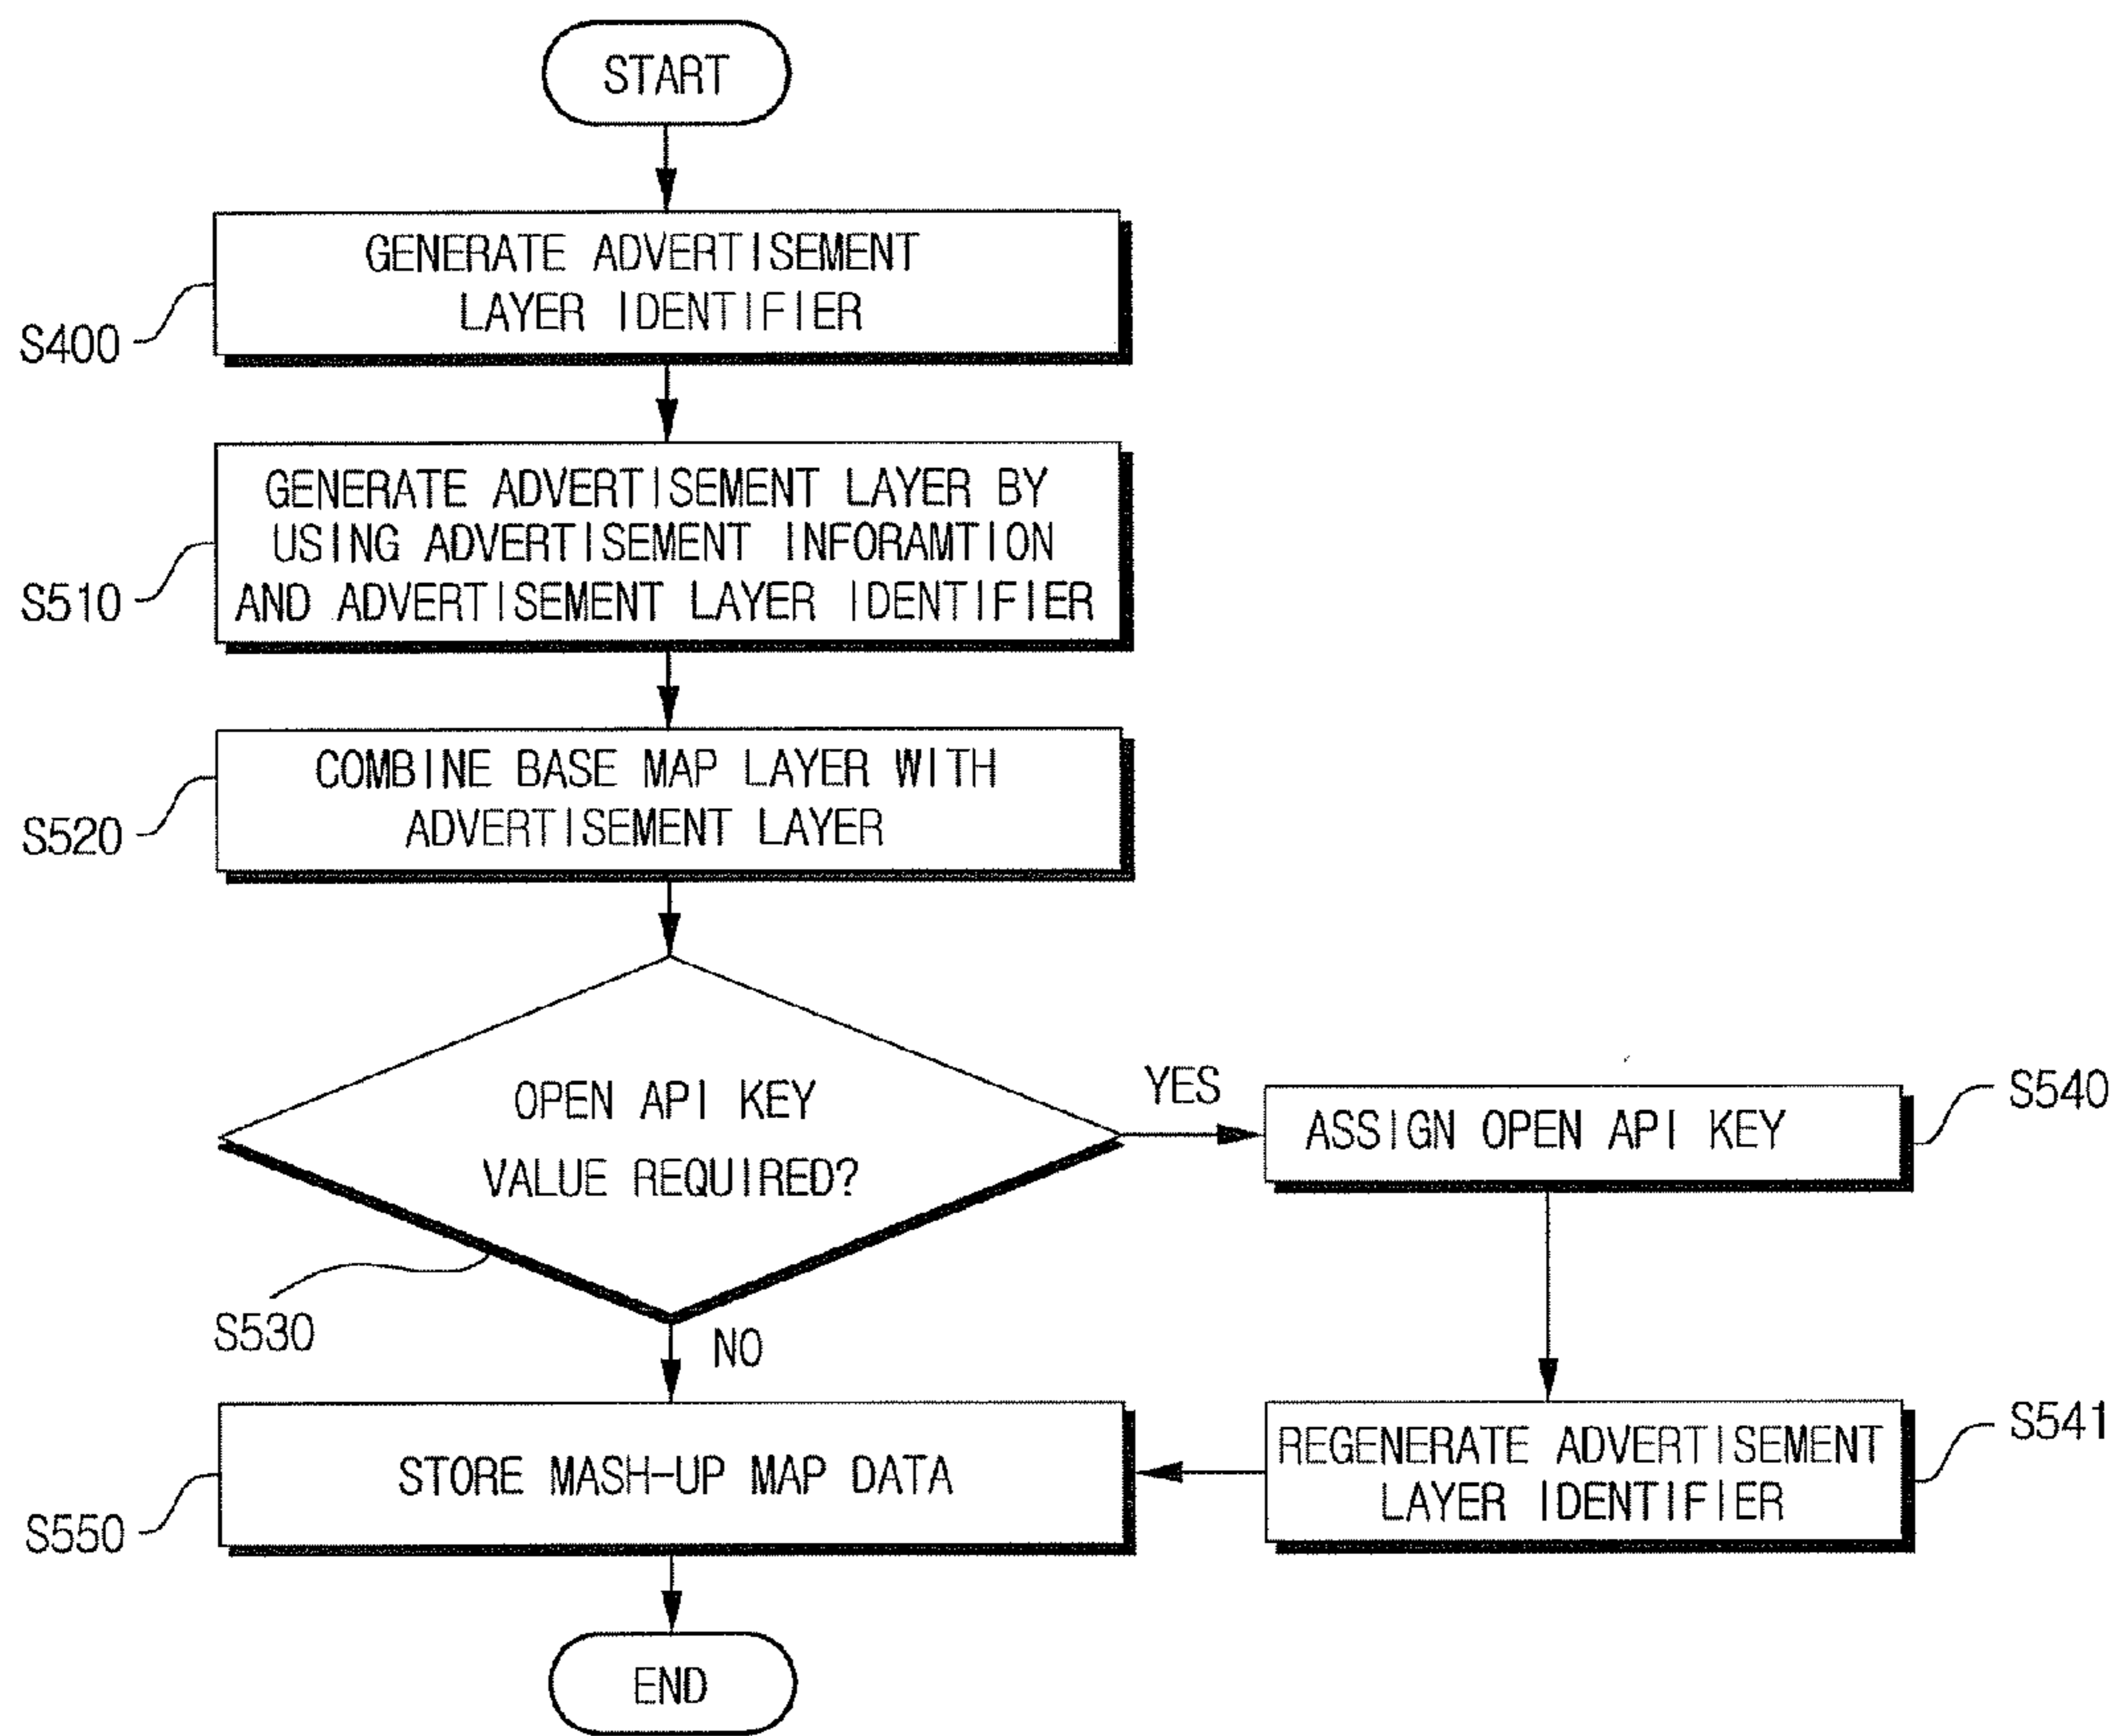 START
GENERATE ADVERTISEMENT
LAYER IDENTIFIER
S400
GENERATE ADVERTISEMENT LAYER BY
USING ADVERTISEMENT INFORAMTION
AND ADVERTISEMENT LAYER IDENTIFIER
S510
COMBINE BASE MAP LAYER WITH
ADVERTISEMENT LAYER
S520
OPEN API KEY
VALUE REQUIRED?
S530
YES
ASSIGN OPEN API KEY
S540
NO
REGENERATE ADVERTISEMENT
LAYER IDENTIFIER
S541
STORE MASH-UP MAP DATA
S550
END